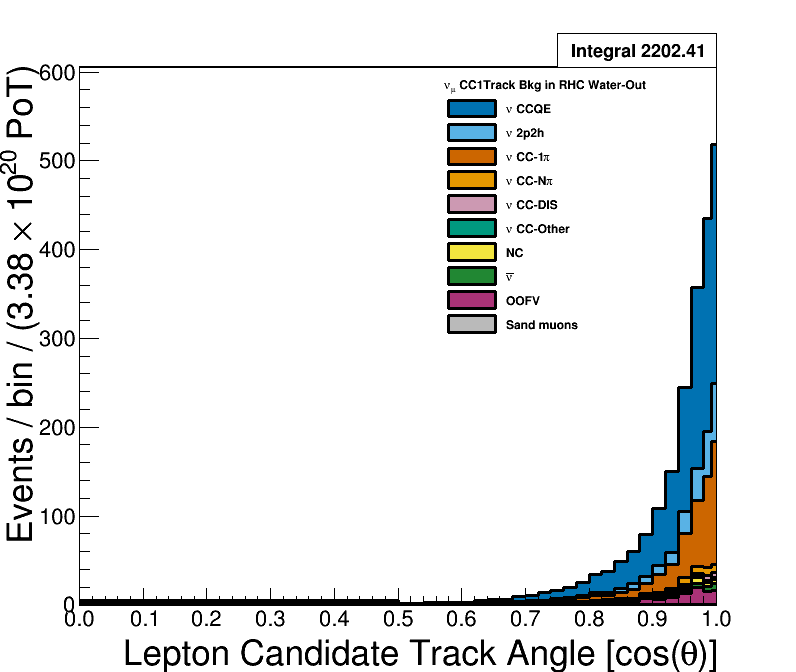 Integral 2202.41
νμ CC1Track Bkg in RHC Water-Out
ν CCQE
ν 2p2h
ν CC-1π
ν CC-Nπ
ν CC-DIS
ν CC-Other
NC
ν̅
OOFV
Sand muons
Events / bin / (3.38 × 10²⁰ PoT)
600
500
400
300
200
100
0
0.0 0.1 0.2 0.3 0.4 0.5 0.6 0.7 0.8 0.9 1.0
Lepton Candidate Track Angle [cos(θ)]